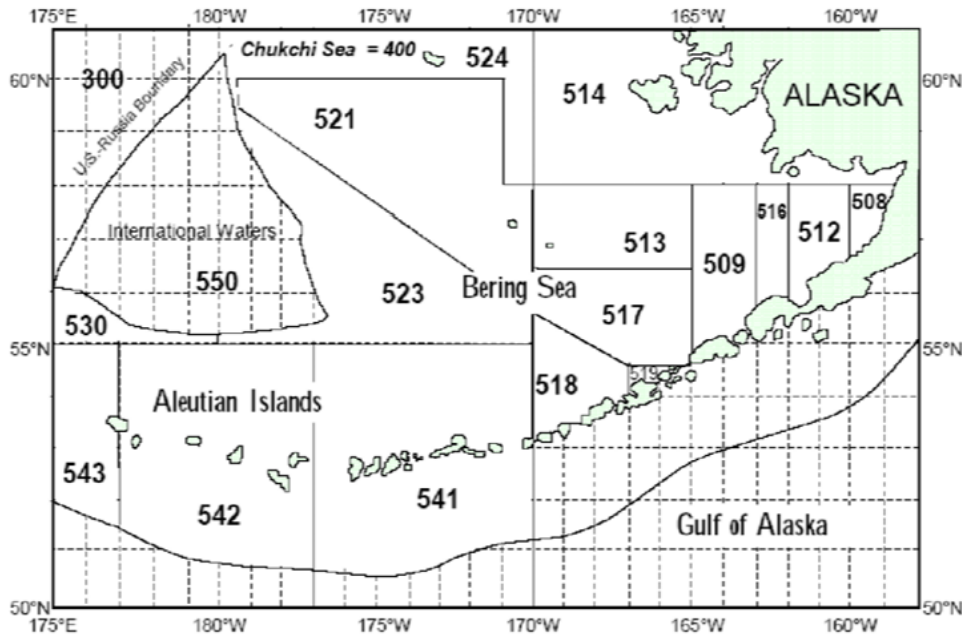 175°E 180°W 175°W 170°W 165°W 160°W
Chukchi Sea = 400
524
60°N 300 60°N
514 ALASKA
U.S.-Russia Boundary
521
508
516
512
International Waters
513
509
550
523
Bering Sea
517
530
55°N 55°N
519
518
Aleutian Islands
543
541
542
Gulf of Alaska
50°N 50°N
175°E 180°W 175°W 170°W 165°W 160°W